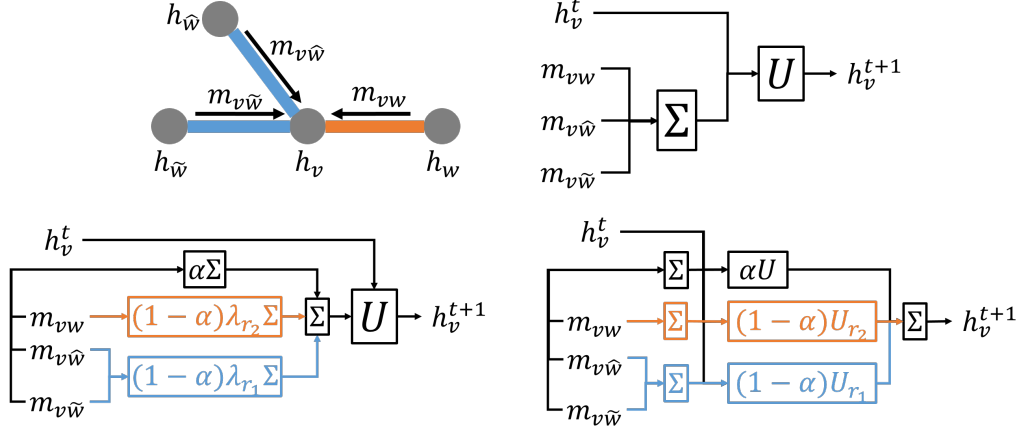 h_ŵ
m_vŵ
m_vw̃
m_vw
h_w̃
h_v
h_w
h_v^t
m_vw
m_vŵ
m_vw̃
Σ
U
h_v^{t+1}
h_v^t
αΣ
m_vw
(1 − α)λ_{r_2} Σ
Σ
U
h_v^{t+1}
m_vŵ
(1 − α)λ_{r_1} Σ
m_vw̃
h_v^t
Σ
αU
m_vw
Σ
(1 − α)U_{r_2}
Σ
h_v^{t+1}
m_vŵ
Σ
(1 − α)U_{r_1}
m_vw̃